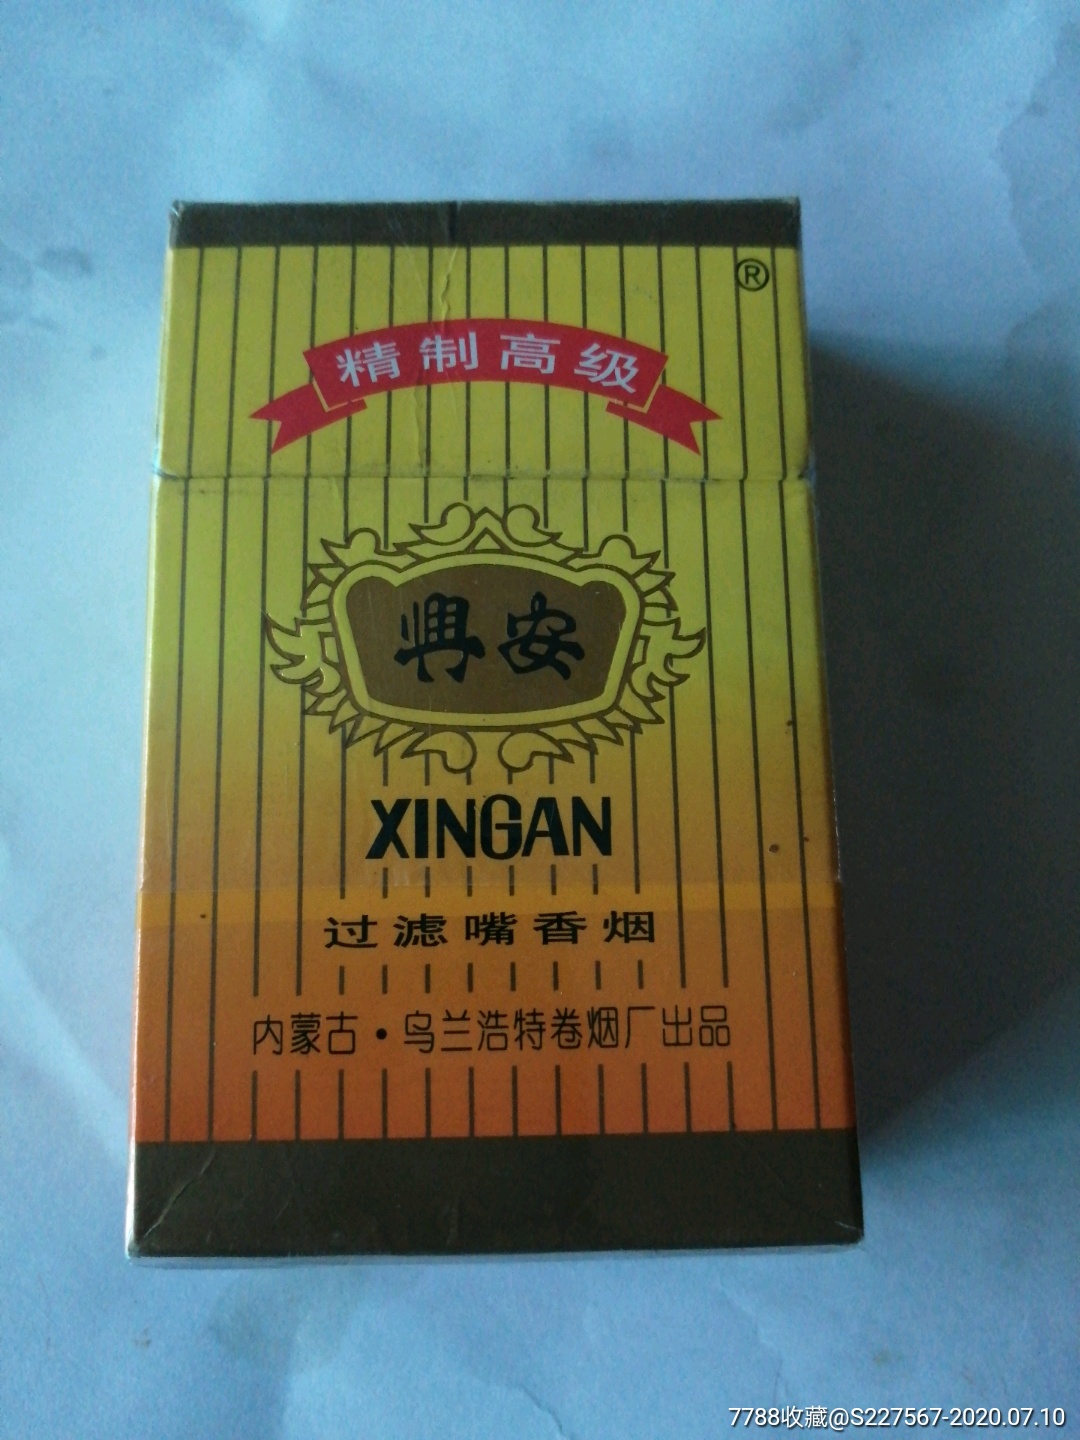 ®
精制高级
興安
XINGAN
过滤嘴香烟
内蒙古·乌兰浩特卷烟厂出品
7788收藏@S227567-2020.07.10